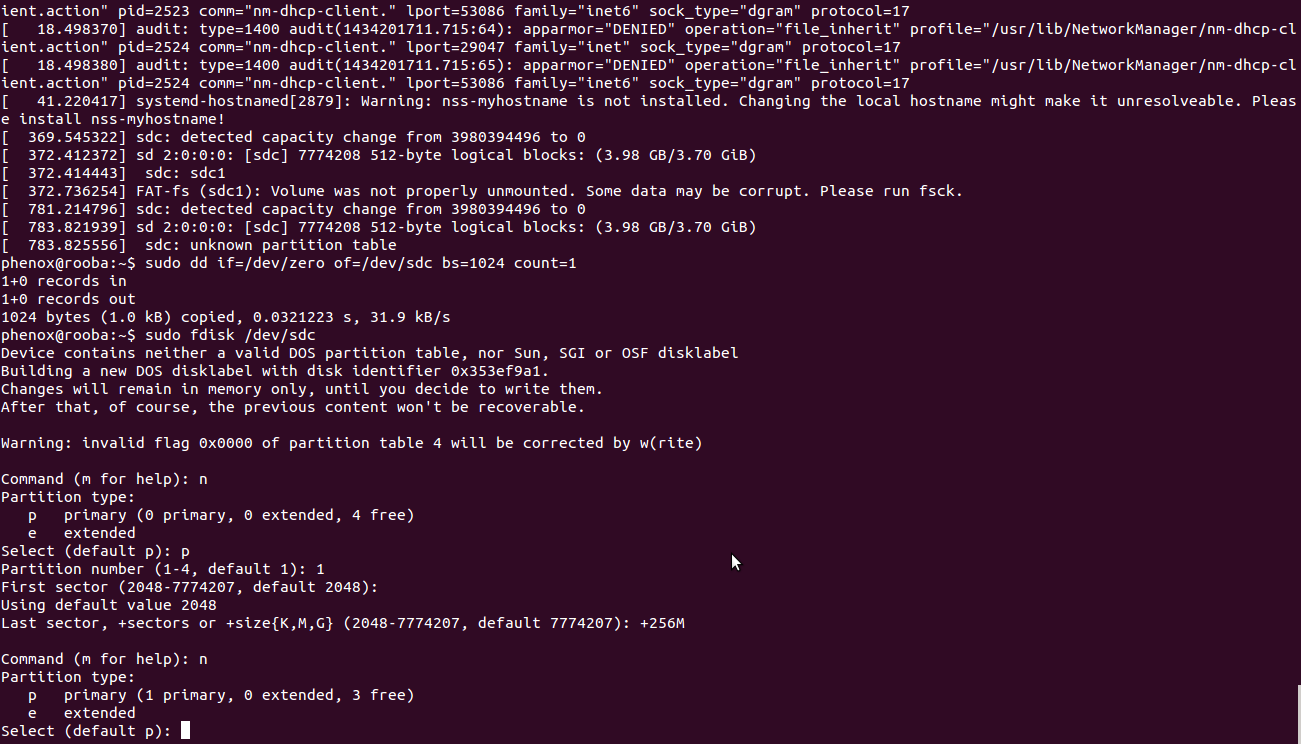 ient.action" pid=2523 comm="nm-dhcp-client." lport=53086 family="inet6" sock_type="dgram" protocol=17
[   18.498370] audit: type=1400 audit(1434201711.715:64): apparmor="DENIED" operation="file_inherit" profile="/usr/lib/NetworkManager/nm-dhcp-cl
ient.action" pid=2524 comm="nm-dhcp-client." lport=29047 family="inet" sock_type="dgram" protocol=17
[   18.498380] audit: type=1400 audit(1434201711.715:65): apparmor="DENIED" operation="file_inherit" profile="/usr/lib/NetworkManager/nm-dhcp-cl
ient.action" pid=2524 comm="nm-dhcp-client." lport=53086 family="inet6" sock_type="dgram" protocol=17
[   41.220417] systemd-hostnamed[2879]: Warning: nss-myhostname is not installed. Changing the local hostname might make it unresolveable. Pleas
e install nss-myhostname!
[  369.545322] sdc: detected capacity change from 3980394496 to 0
[  372.412372] sd 2:0:0:0: [sdc] 7774208 512-byte logical blocks: (3.98 GB/3.70 GiB)
[  372.414443]  sdc: sdc1
[  372.736254] FAT-fs (sdc1): Volume was not properly unmounted. Some data may be corrupt. Please run fsck.
[  781.214796] sdc: detected capacity change from 3980394496 to 0
[  783.821939] sd 2:0:0:0: [sdc] 7774208 512-byte logical blocks: (3.98 GB/3.70 GiB)
[  783.825556]  sdc: unknown partition table
phenox@rooba:~$ sudo dd if=/dev/zero of=/dev/sdc bs=1024 count=1
1+0 records in
1+0 records out
1024 bytes (1.0 kB) copied, 0.0321223 s, 31.9 kB/s
phenox@rooba:~$ sudo fdisk /dev/sdc
Device contains neither a valid DOS partition table, nor Sun, SGI or OSF disklabel
Building a new DOS disklabel with disk identifier 0x353ef9a1.
Changes will remain in memory only, until you decide to write them.
After that, of course, the previous content won't be recoverable.

Warning: invalid flag 0x0000 of partition table 4 will be corrected by w(rite)

Command (m for help): n
Partition type:
   p   primary (0 primary, 0 extended, 4 free)
   e   extended
Select (default p): p
Partition number (1-4, default 1): 1
First sector (2048-7774207, default 2048):
Using default value 2048
Last sector, +sectors or +size{K,M,G} (2048-7774207, default 7774207): +256M

Command (m for help): n
Partition type:
   p   primary (1 primary, 0 extended, 3 free)
   e   extended
Select (default p):